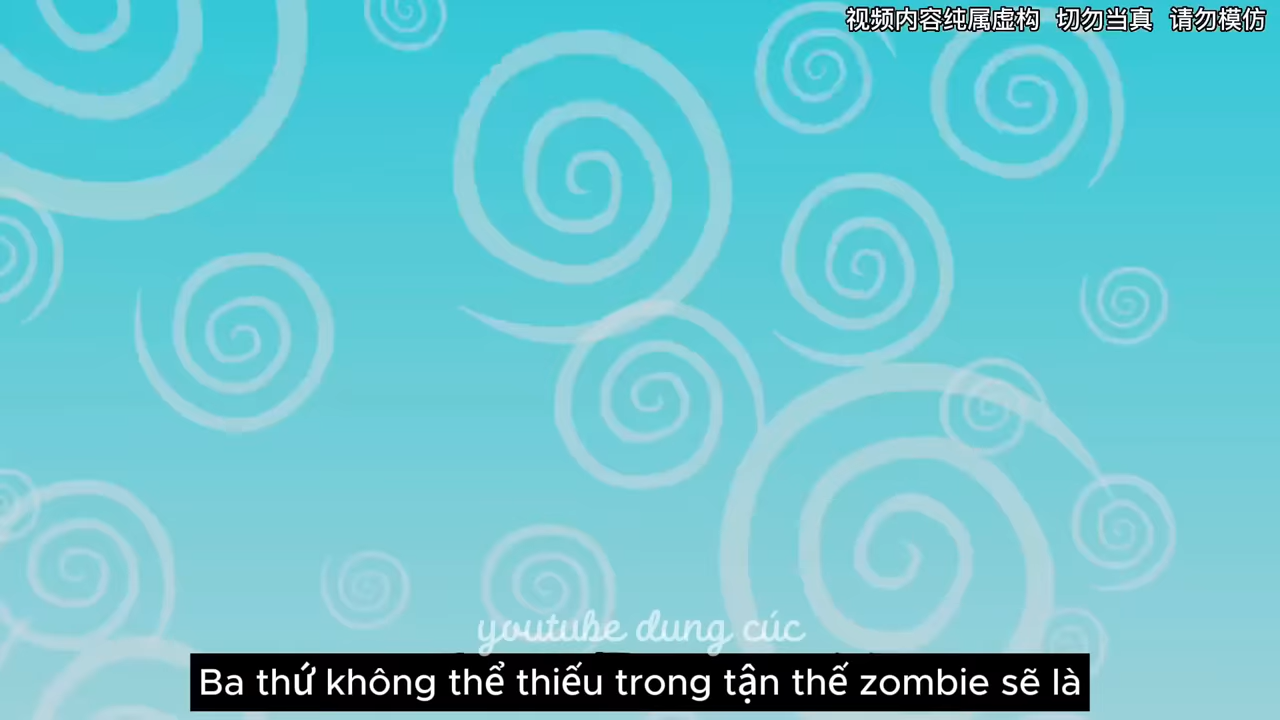 视频内容纯属虚构 切勿当真 请勿模仿
youtube dung cúc
Ba thứ không thể thiếu trong tận thế zombie sẽ là